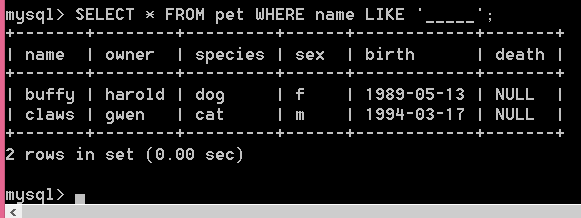 mysql> SELECT * FROM pet WHERE name LIKE '_____';
+-------+--------+---------+------+------------+-------+
| name  | owner  | species | sex  | birth      | death |
+-------+--------+---------+------+------------+-------+
| buffy | harold | dog     | f    | 1989-05-13 | NULL  |
| claws | gwen   | cat     | m    | 1994-03-17 | NULL  |
+-------+--------+---------+------+------------+-------+
2 rows in set (0.00 sec)
mysql> _